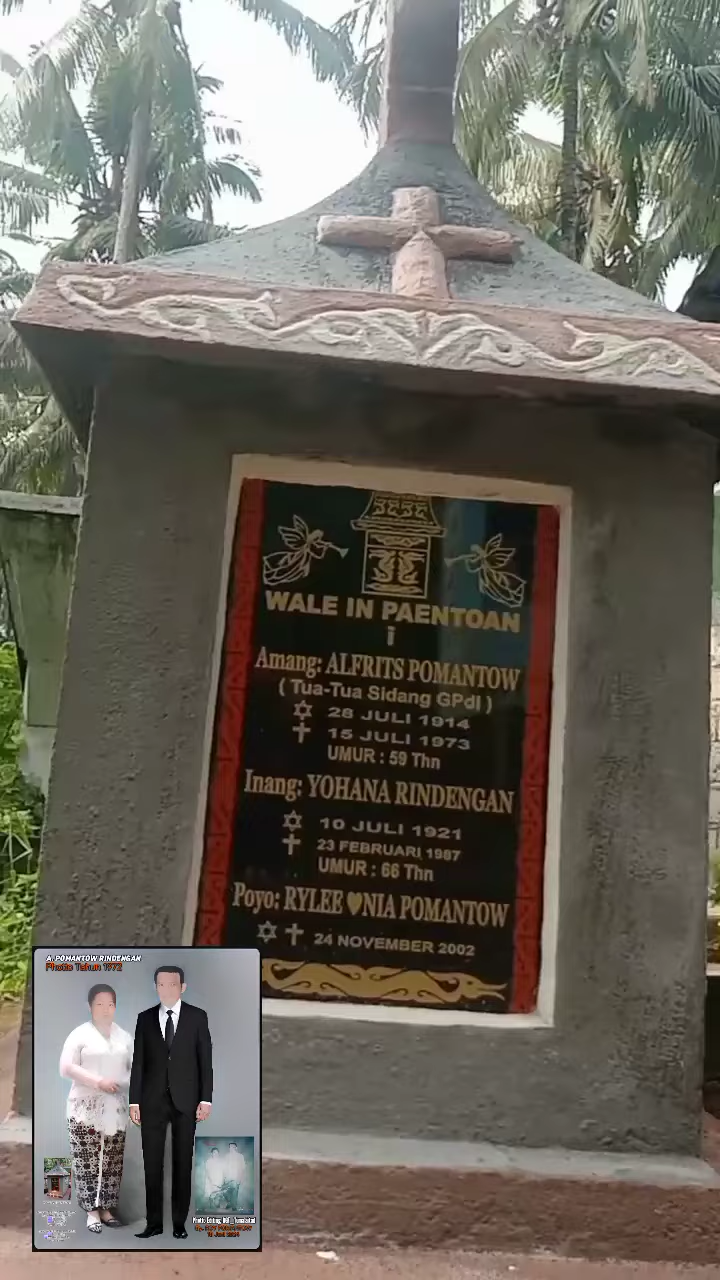 WALE IN PAENTOAN
i
Amang: ALFRITS POMANTOW
( Tua-Tua Sidang GPdI )
28 JULI 1914
15 JULI 1973
UMUR : 59 Thn
Inang: YOHANA RINDENGAN
10 JULI 1921
23 FEBRUARI 1987
UMUR : 66 Thn
Poyo: RYLEE NIA POMANTOW
24 NOVEMBER 2002
A. POMANTOW RINDENGAN
Photo Tahun 1972
Photo Editing